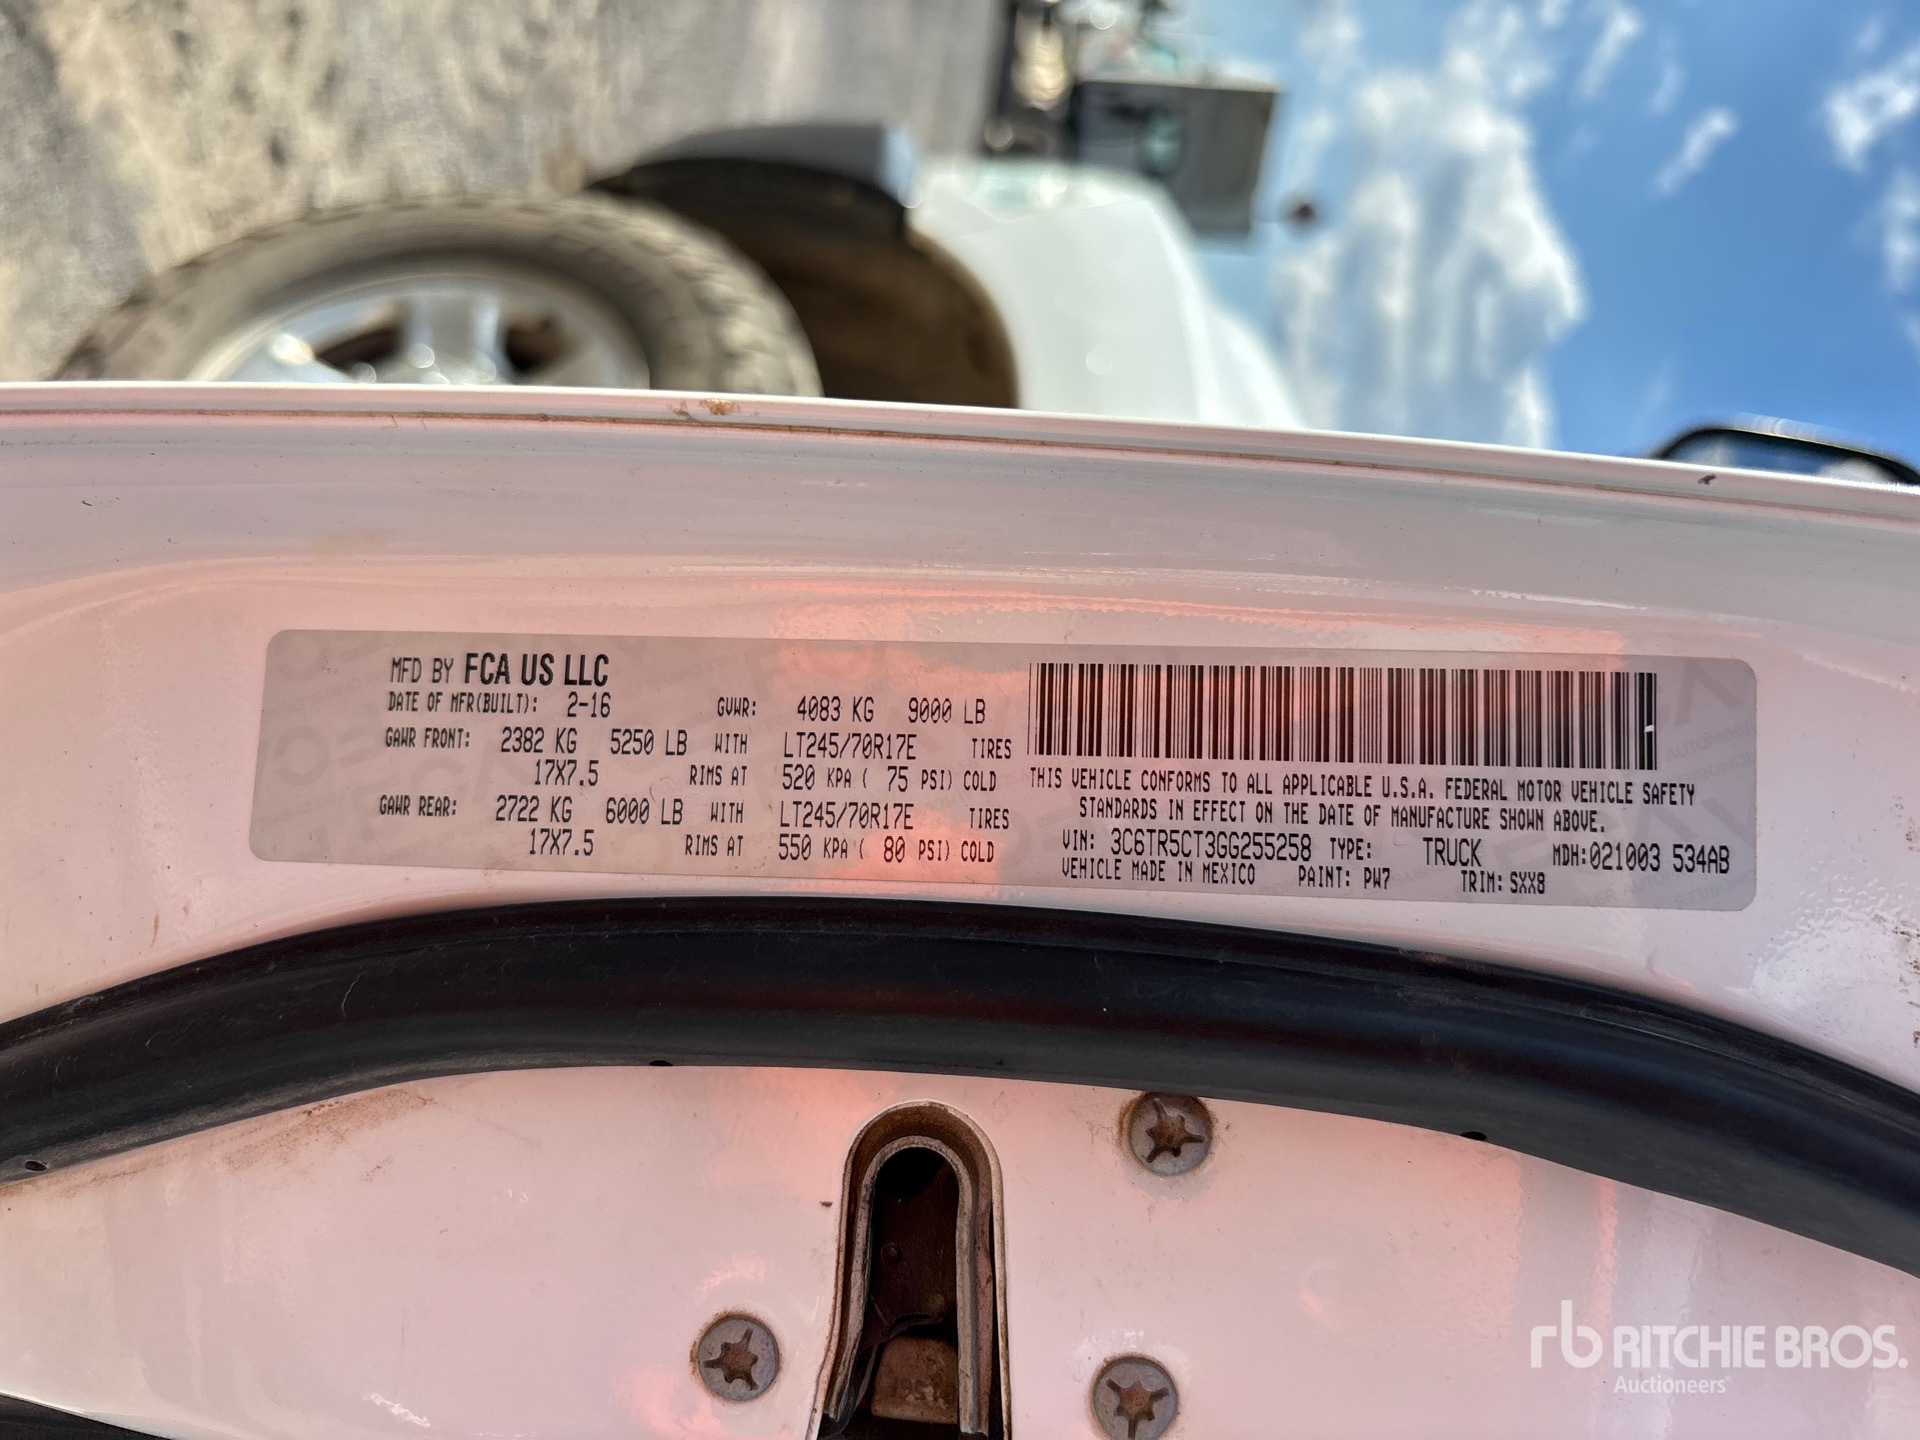 MFD BY FCA US LLC
DATE OF MFR(BUILT): 2-16 GVWR: 4083 KG 9000 LB
GAWR FRONT: 2382 KG 5250 LB WITH LT245/70R17E TIRES
17X7.5 RIMS AT 520 KPA ( 75 PSI) COLD
GAWR REAR: 2722 KG 6000 LB WITH LT245/70R17E TIRES
17X7.5 RIMS AT 550 KPA ( 80 PSI) COLD
THIS VEHICLE CONFORMS TO ALL APPLICABLE U.S.A. FEDERAL MOTOR VEHICLE SAFETY
STANDARDS IN EFFECT ON THE DATE OF MANUFACTURE SHOWN ABOVE.
VIN: 3C6TR5CT3GG255258 TYPE: TRUCK MDH:021003 534AB
VEHICLE MADE IN MEXICO PAINT: PW7 TRIM: SXX8
rb RITCHIE BROS.
Auctioneers